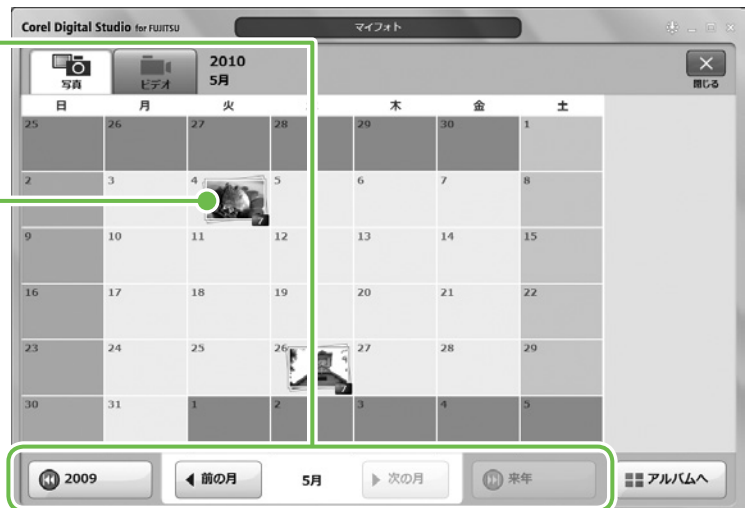 Corel Digital Studio for FUJITSU
マイフォト
写真
ビデオ
2010
5月
閉じる
日 月 火 木 金 土
25 26 27 28 29 30 1
2 3 4 5 6 7 8
7
9 10 11 12 13 14 15
16 17 18 19 20 21 22
23 24 25 26 27 28 29
7
30 31 1 2 3 4 5
2009 前の月 5月 次の月 来年 アルバムへ